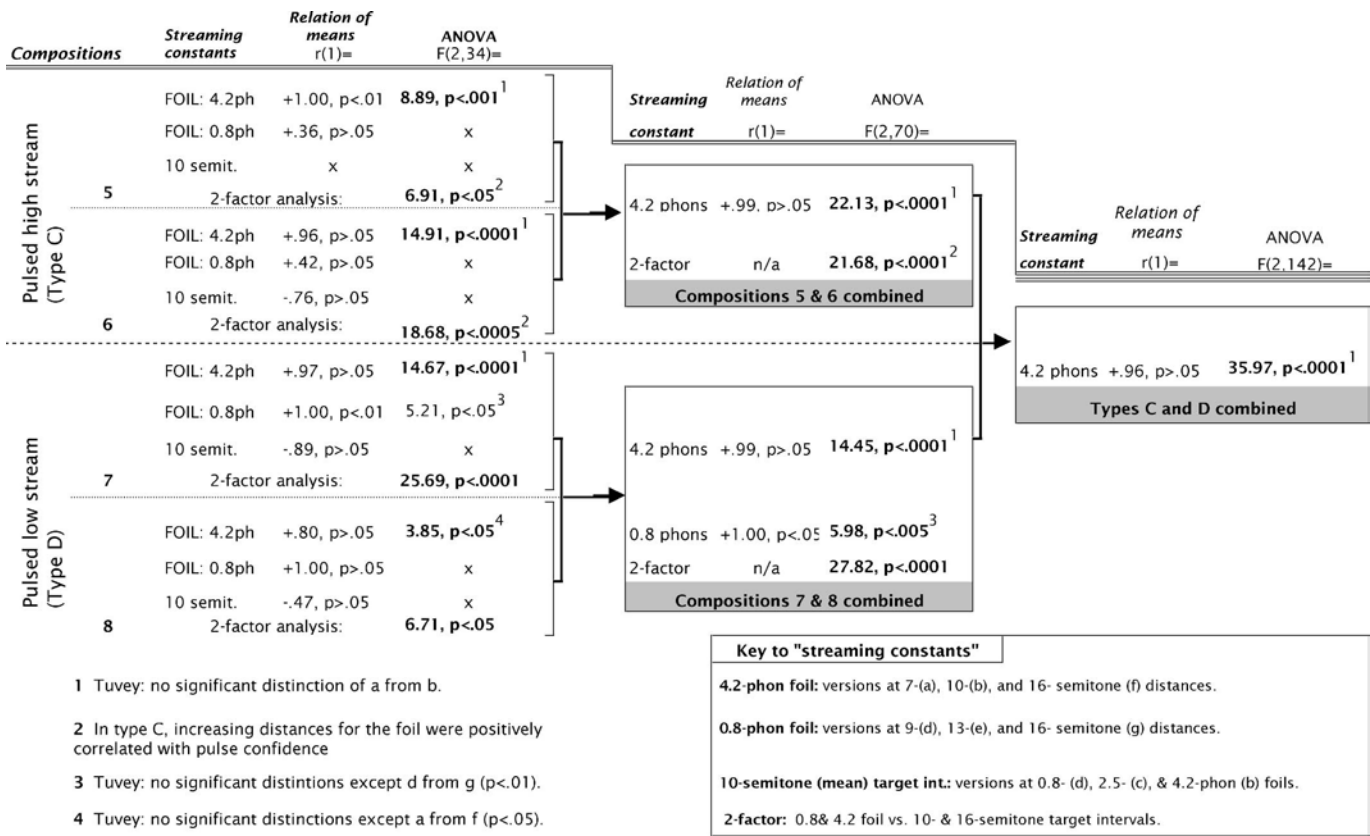 Compositions
Streaming constants
Relation of means r(1)=
ANOVA F(2,34)=
Pulsed high stream (Type C)
FOIL: 4.2ph +1.00, p<.01 8.89, p<.001 1
FOIL: 0.8ph +.36, p>.05 x
10 semit. x x
5 2-factor analysis: 6.91, p<.05 2
FOIL: 4.2ph +.96, p>.05 14.91, p<.0001 1
FOIL: 0.8ph +.42, p>.05 x
10 semit. -.76, p>.05 x
6 2-factor analysis: 18.68, p<.0005 2
Pulsed low stream (Type D)
FOIL: 4.2ph +.97, p>.05 14.67, p<.0001 1
FOIL: 0.8ph +1.00, p<.01 5.21, p<.05 3
10 semit. -.89, p>.05 x
7 2-factor analysis: 25.69, p<.0001
FOIL: 4.2ph +.80, p>.05 3.85, p<.05 4
FOIL: 0.8ph +1.00, p>.05 x
10 semit. -.47, p>.05 x
8 2-factor analysis: 6.71, p<.05
Streaming constant
Relation of means r(1)=
ANOVA F(2,70)=
4.2 phons +.99, p>.05 22.13, p<.0001 1
2-factor n/a 21.68, p<.0001 2
Compositions 5 & 6 combined
4.2 phons +.99, p>.05 14.45, p<.0001 1
0.8 phons +1.00, p<.05 5.98, p<.005 3
2-factor n/a 27.82, p<.0001
Compositions 7 & 8 combined
Streaming constant
Relation of means r(1)=
ANOVA F(2,142)=
4.2 phons +.96, p>.05 35.97, p<.0001 1
Types C and D combined
1 Tuvey: no significant distinction of a from b.
2 In type C, increasing distances for the foil were positively
correlated with pulse confidence
3 Tuvey: no significant distintions except d from g (p<.01).
4 Tuvey: no significant distinctions except a from f (p<.05).
Key to "streaming constants"
4.2-phon foil: versions at 7-(a), 10-(b), and 16- semitone (f) distances.
0.8-phon foil: versions at 9-(d), 13-(e), and 16- semitone (g) distances.
10-semitone (mean) target int.: versions at 0.8- (d), 2.5- (c), & 4.2-phon (b) foils.
2-factor: 0.8& 4.2 foil vs. 10- & 16-semitone target intervals.